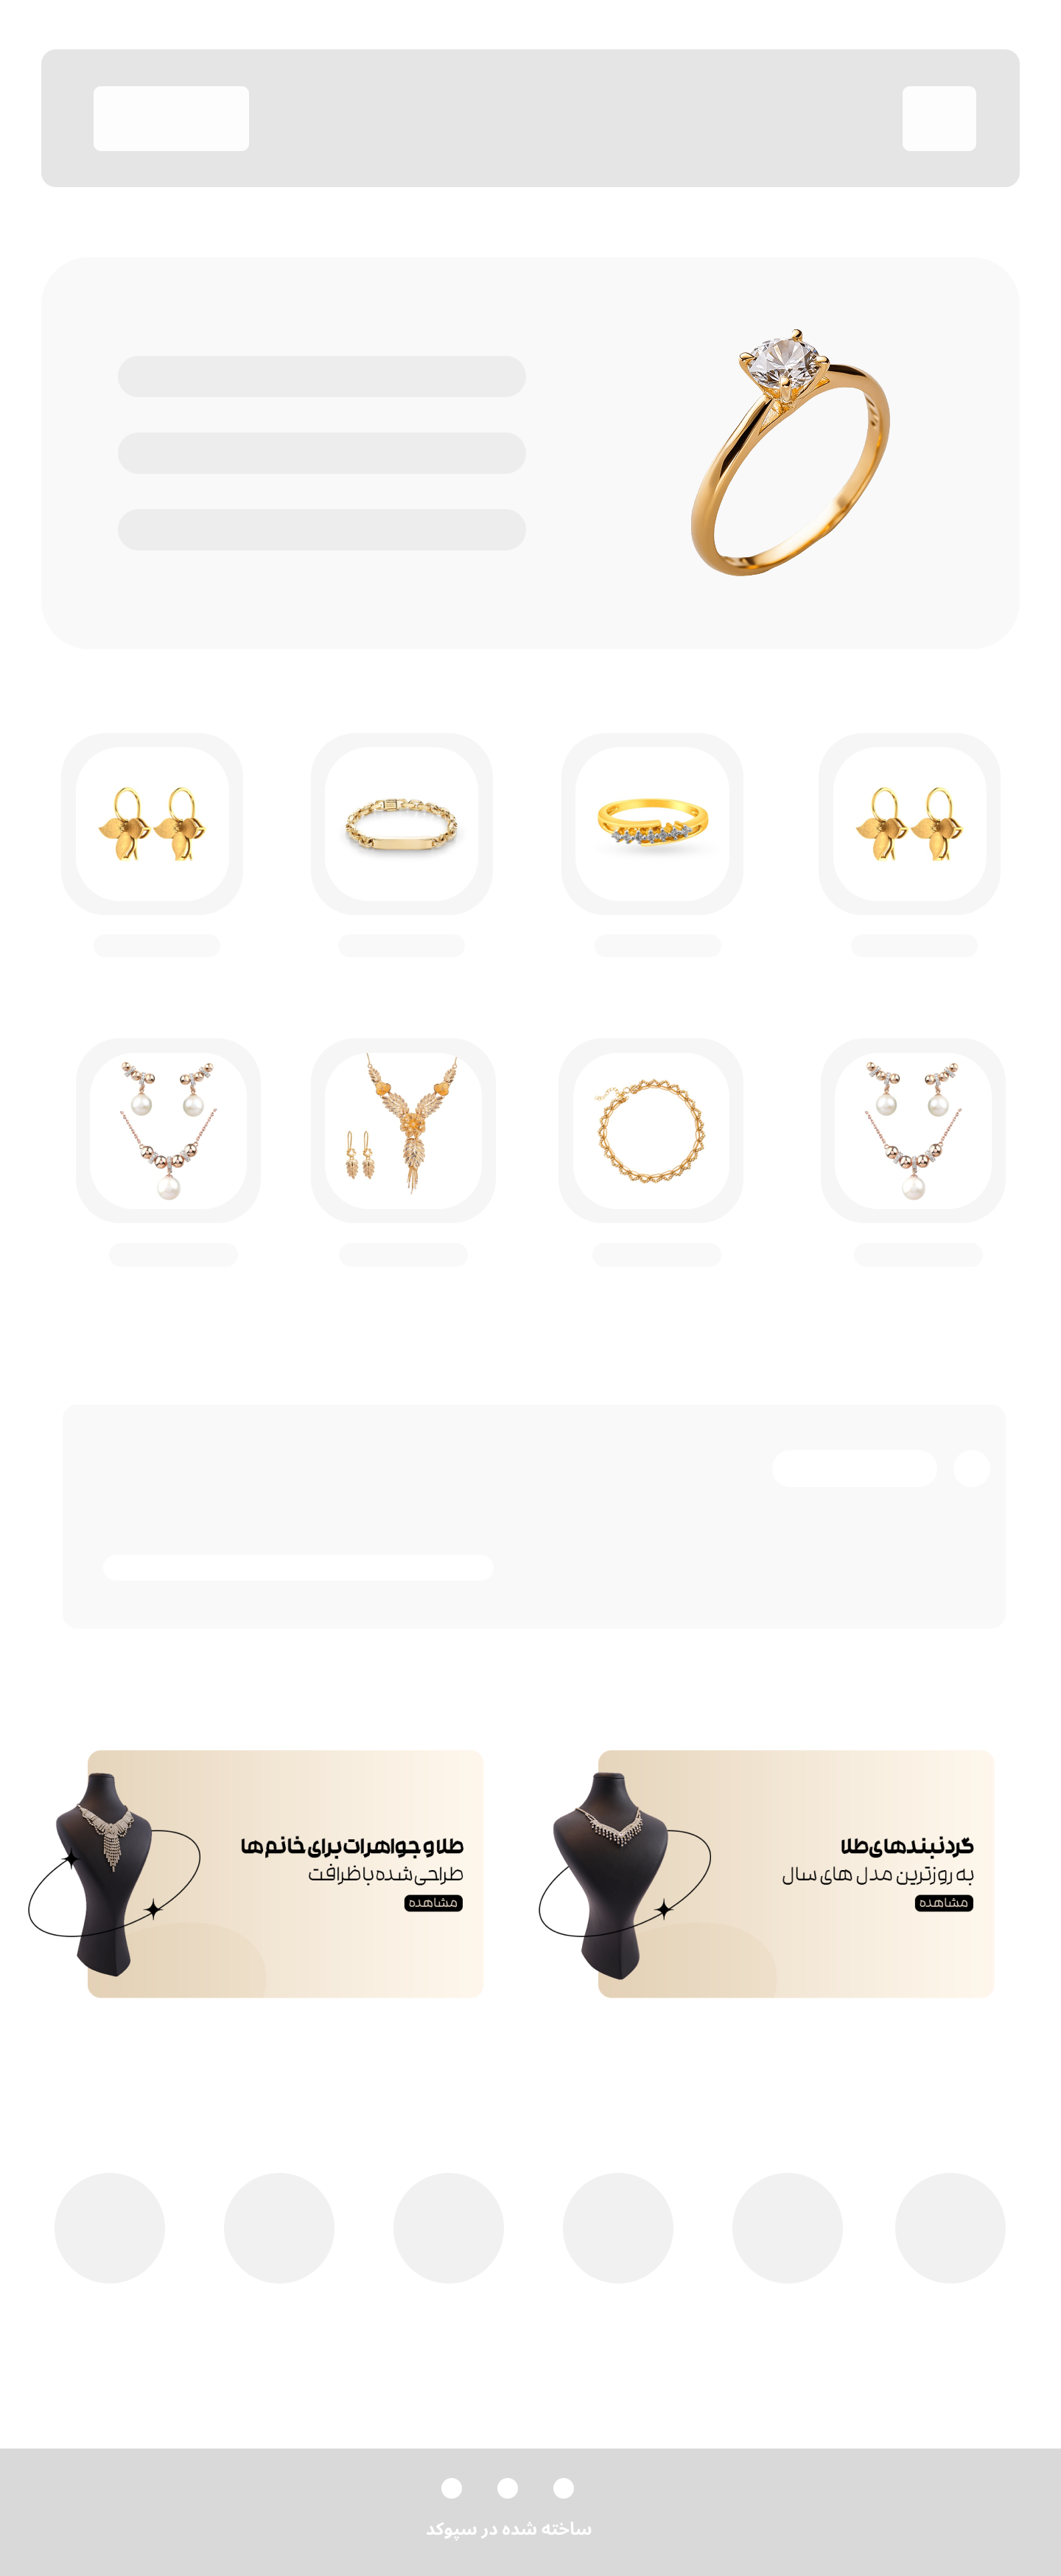 گردنبندهای طلا
به روزترین مدل های سال
مشاهده
طلا و جواهرات برای خانم ها
طراحی شده با ظرافت
مشاهده
ساخته شده در سپوکد